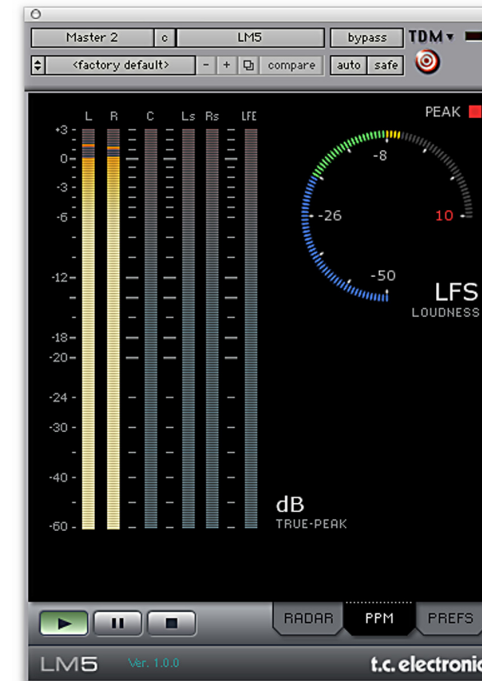 Master 2 c LM5 bypass TDM
<factory default> - + compare auto safe
L R C Ls Rs LFE
PEAK
+3
0
-3
-6
-12
-18
-20
-24
-30
-40
-60
-8
-26
10
-50
LFS
LOUDNESS
dB
TRUE-PEAK
RADAR PPM PREFS
LM5 Ver. 1.0.0 t.c. electronic